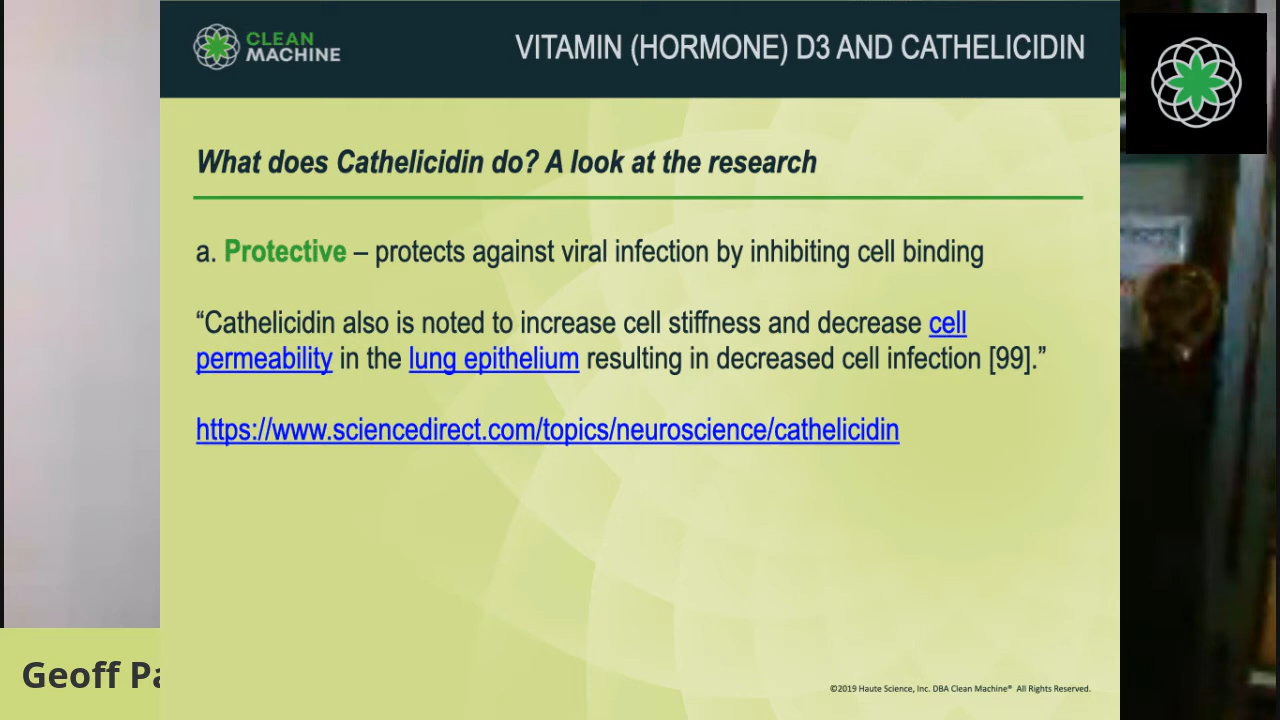 CLEAN
MACHINE
VITAMIN (HORMONE) D3 AND CATHELICIDIN
What does Cathelicidin do? A look at the research
a. Protective – protects against viral infection by inhibiting cell binding
“Cathelicidin also is noted to increase cell stiffness and decrease cell
permeability in the lung epithelium resulting in decreased cell infection [99].”
https://www.sciencedirect.com/topics/neuroscience/cathelicidin
Geoff
©2019 Haute Science, Inc. DBA Clean Machine® All Rights Reserved.